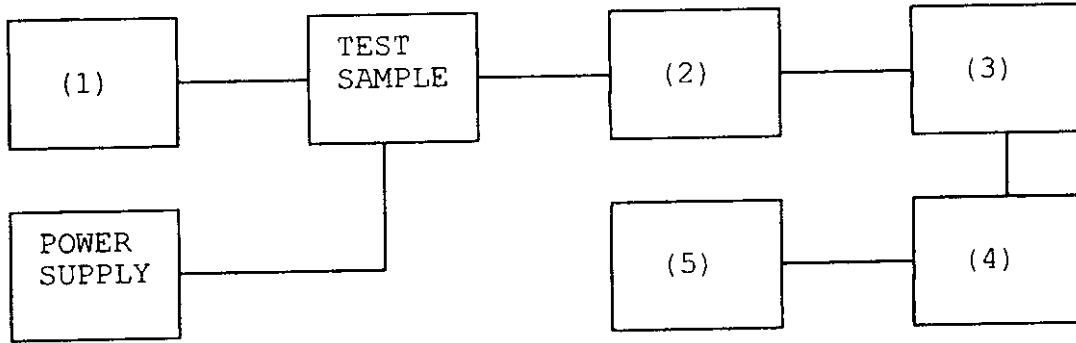 (1)
TEST
SAMPLE
(2)
(3)
POWER
SUPPLY
(5)
(4)